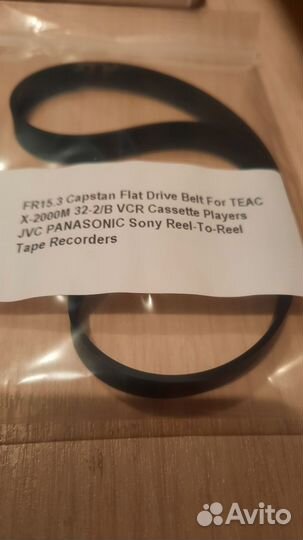 FR15.3 Capstan Flat Drive Belt For TEAC
X-2000M 32-2/B VCR Cassette Players
JVC PANASONIC Sony Reel-To-Reel
Tape Recorders
Avito